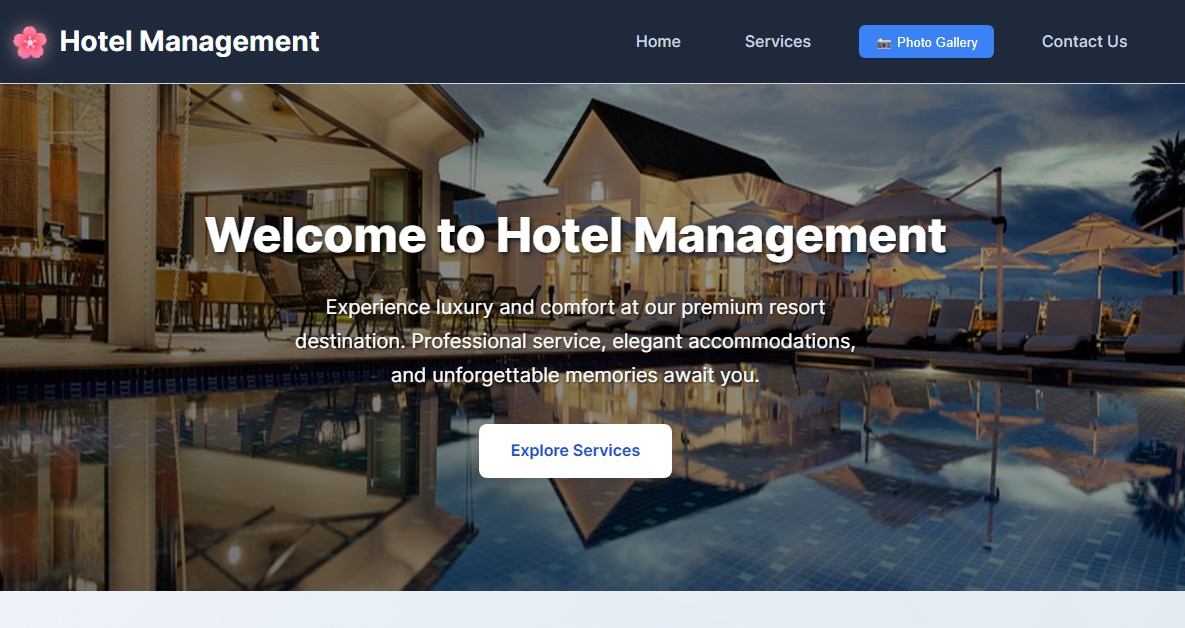 Hotel Management
Home
Services
Photo Gallery
Contact Us
Welcome to Hotel Management
Experience luxury and comfort at our premium resort
destination. Professional service, elegant accommodations,
and unforgettable memories await you.
Explore Services